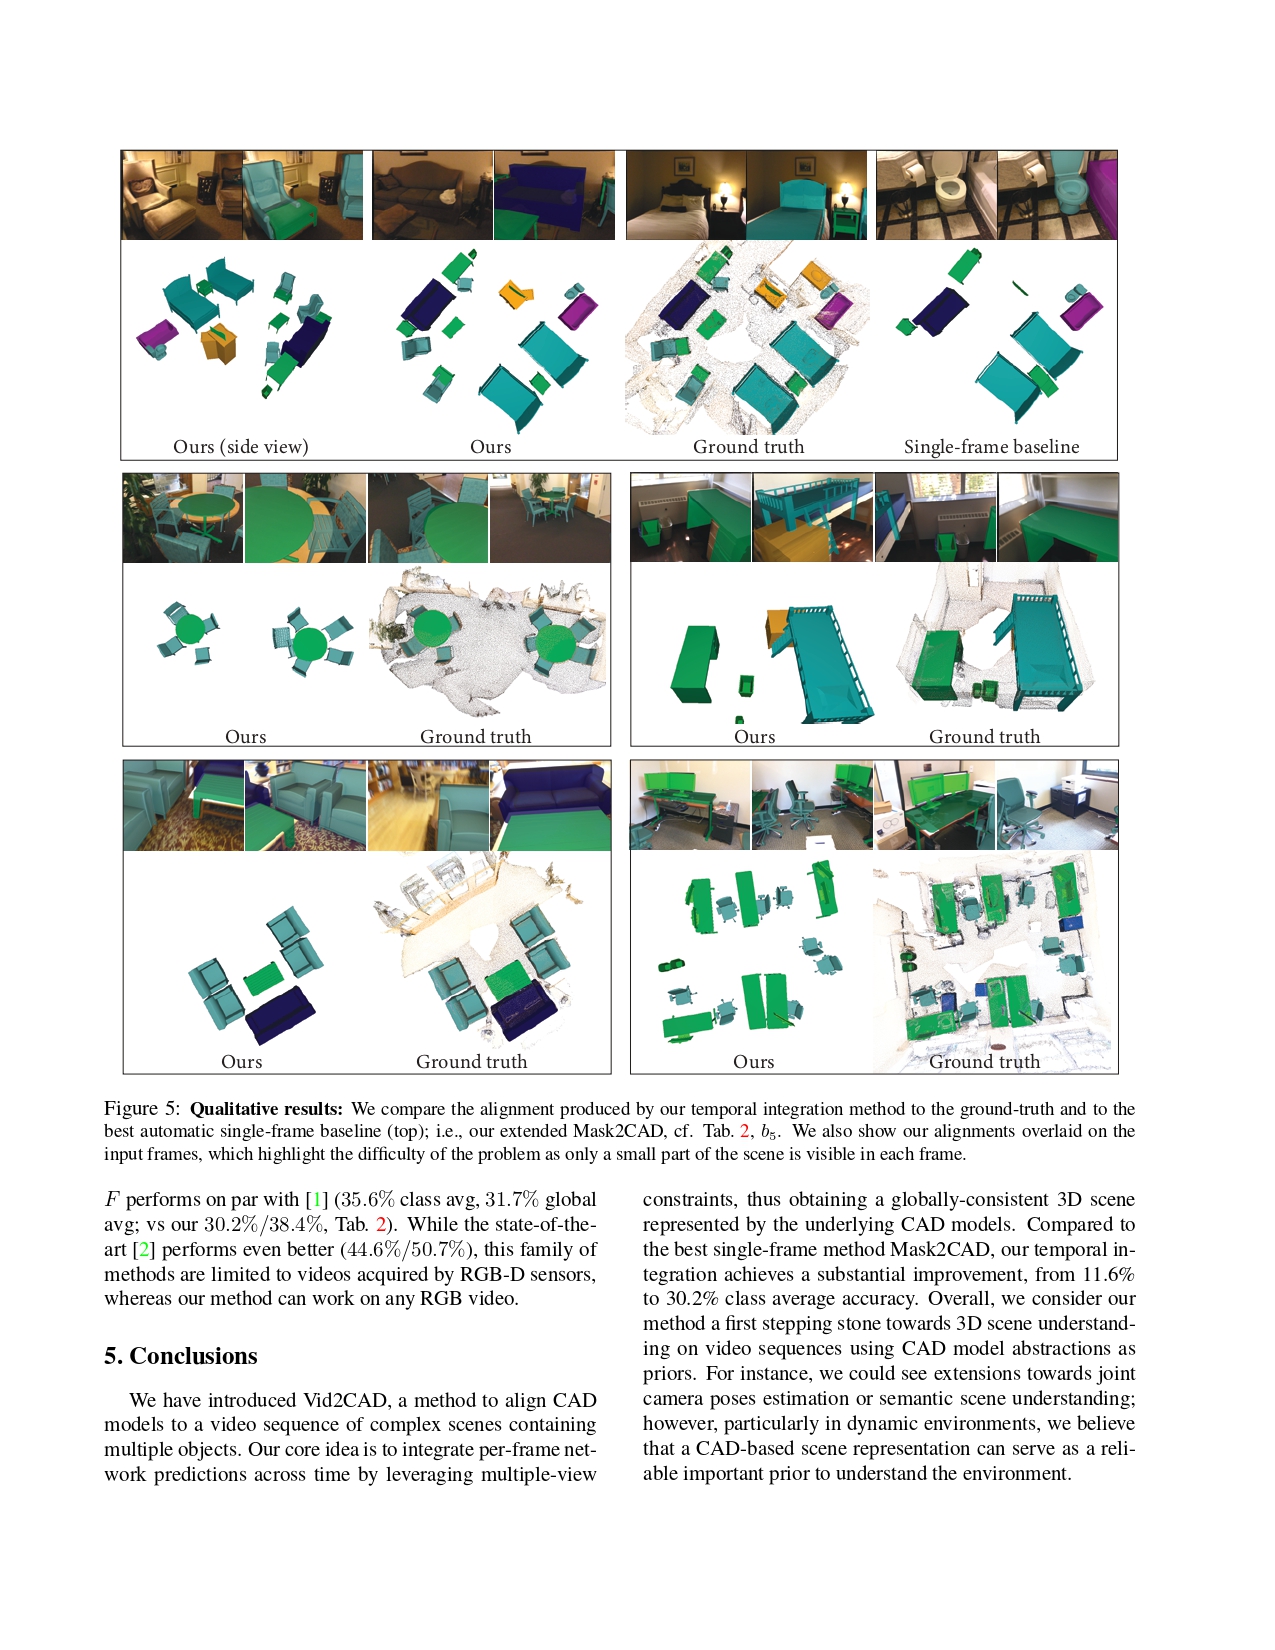 Ours (side view)
Ours
Ground truth
Single-frame baseline
Ours
Ground truth
Ours
Ground truth
Ours
Ground truth
Ours
Ground truth
Figure 5: Qualitative results: We compare the alignment produced by our temporal integration method to the ground-truth and to the
best automatic single-frame baseline (top); i.e., our extended Mask2CAD, cf. Tab. 2, b5. We also show our alignments overlaid on the
input frames, which highlight the difficulty of the problem as only a small part of the scene is visible in each frame.
F performs on par with [1] (35.6% class avg, 31.7% global
avg; vs our 30.2%/38.4%, Tab. 2). While the state-of-the-
art [2] performs even better (44.6%/50.7%), this family of
methods are limited to videos acquired by RGB-D sensors,
whereas our method can work on any RGB video.
5. Conclusions
We have introduced Vid2CAD, a method to align CAD
models to a video sequence of complex scenes containing
multiple objects. Our core idea is to integrate per-frame net-
work predictions across time by leveraging multiple-view
constraints, thus obtaining a globally-consistent 3D scene
represented by the underlying CAD models. Compared to
the best single-frame method Mask2CAD, our temporal in-
tegration achieves a substantial improvement, from 11.6%
to 30.2% class average accuracy. Overall, we consider our
method a first stepping stone towards 3D scene understand-
ing on video sequences using CAD model abstractions as
priors. For instance, we could see extensions towards joint
camera poses estimation or semantic scene understanding;
however, particularly in dynamic environments, we believe
that a CAD-based scene representation can serve as a reli-
able important prior to understand the environment.